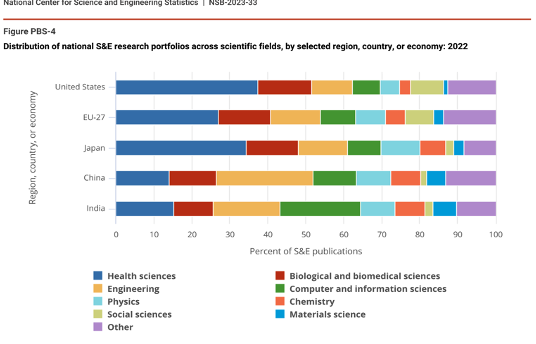 National Center for Science and Engineering Statistics | NSB-2023-33
Figure PBS-4
Distribution of national S&E research portfolios across scientific fields, by selected region, country, or economy: 2022
Region, country, or economy
United States
EU-27
Japan
China
India
0 10 20 30 40 50 60 70 80 90 100
Percent of S&E publications
Health sciences
Biological and biomedical sciences
Engineering
Computer and information sciences
Physics
Chemistry
Social sciences
Materials science
Other